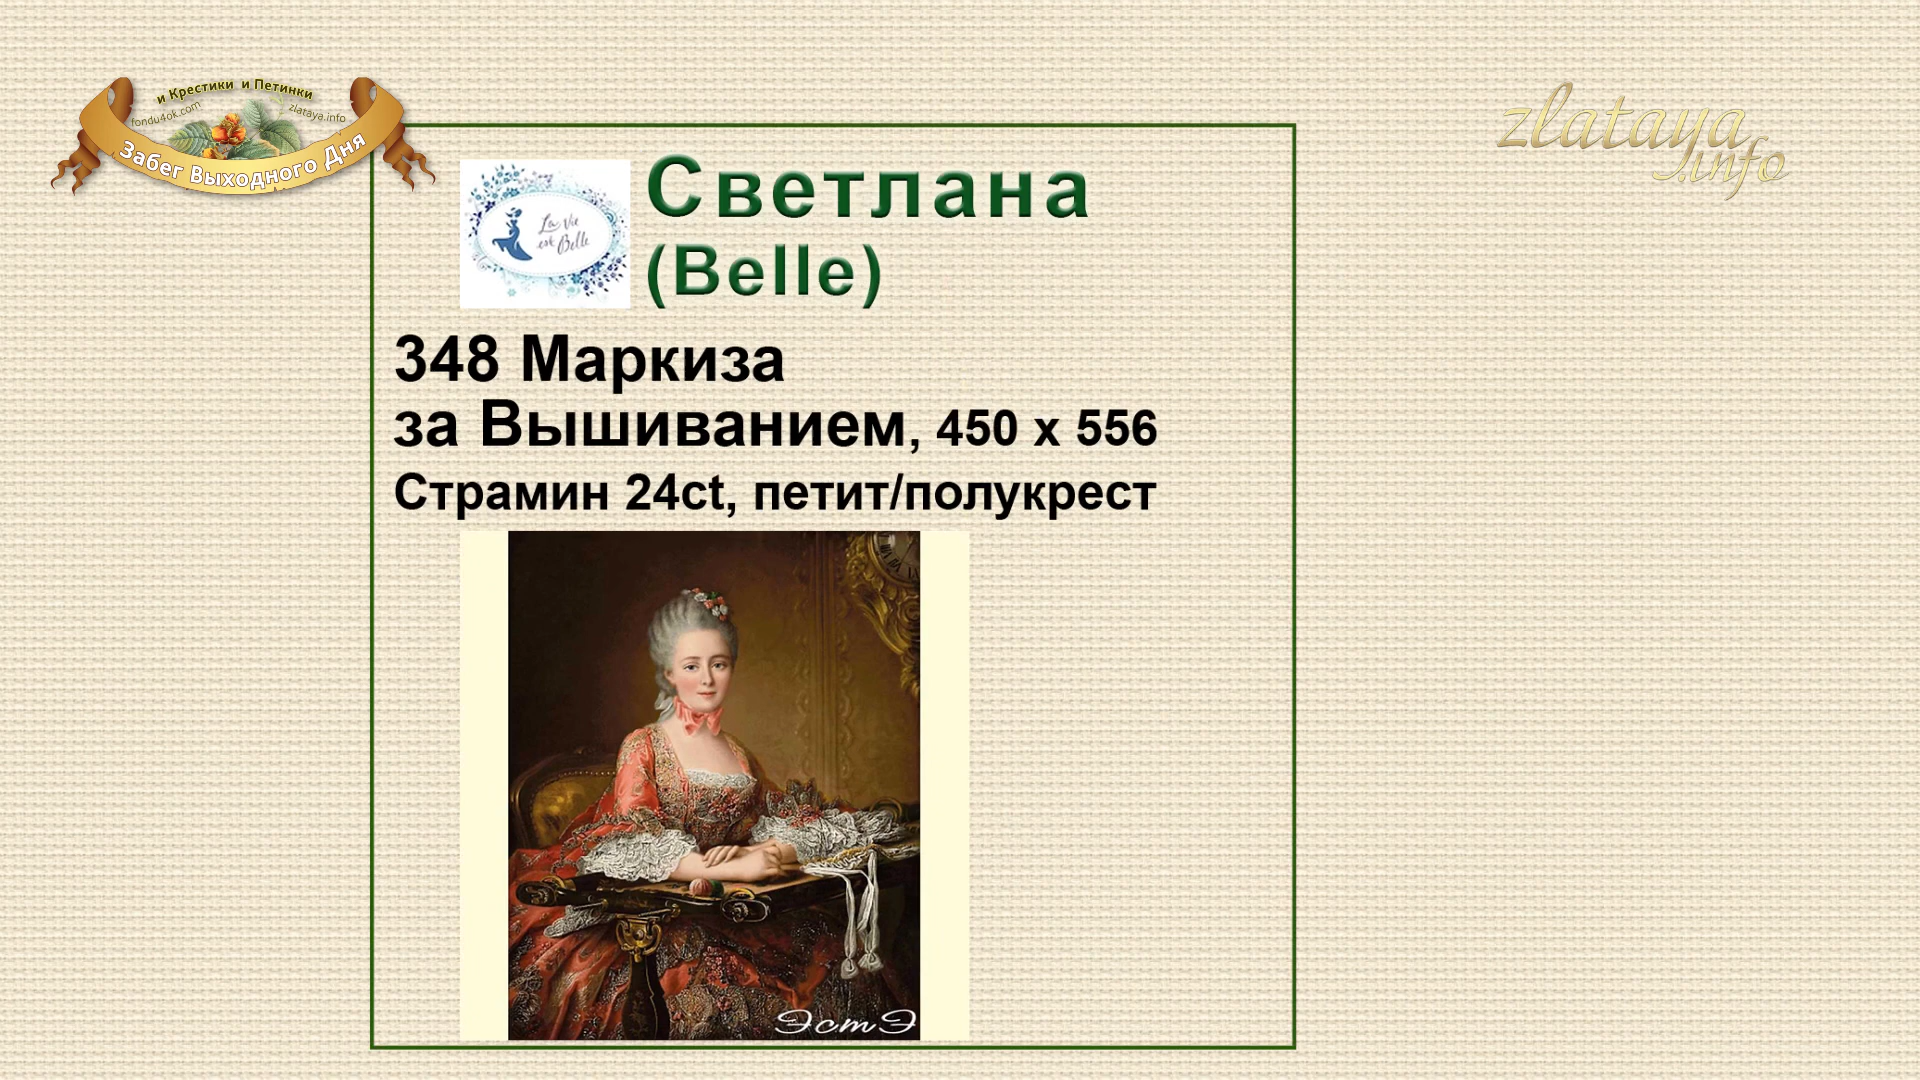 и Крестики и Петинки
fondu4ok.com
zlataya.info
Забег Выходного Дня
zlataya
.info
La Vie
est Belle
Светлана
(Belle)
348 Маркиза
за Вышиванием, 450 х 556
Страмин 24ct, петит/полукрест
ЭстЭ